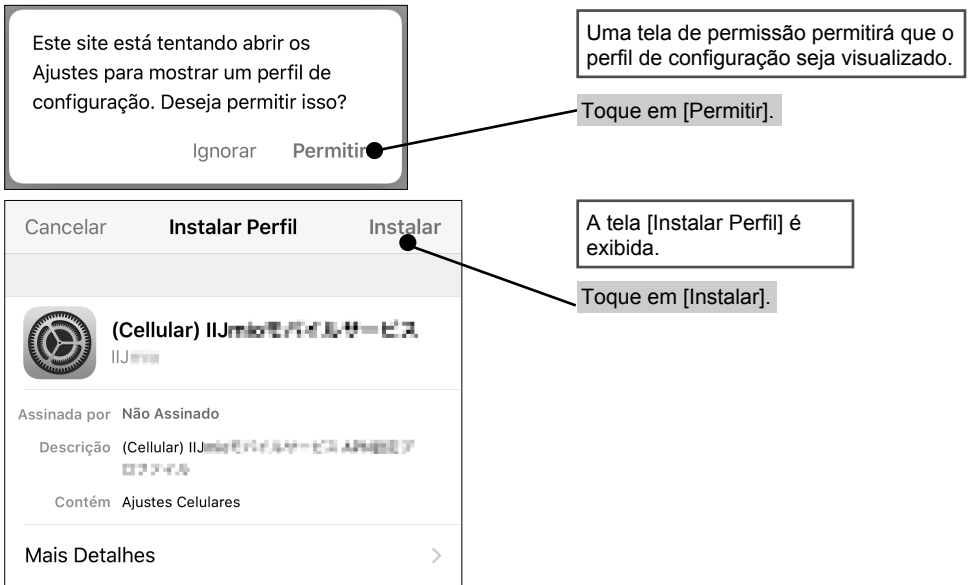 Este site está tentando abrir os
Ajustes para mostrar um perfil de
configuração. Deseja permitir isso?
Ignorar Permitir
Uma tela de permissão permitirá que o
perfil de configuração seja visualizado.
Toque em [Permitir].
Cancelar Instalar Perfil Instalar
A tela [Instalar Perfil] é
exibida.
Toque em [Instalar].
(Cellular) IIJ
IIJ
Assinada por Não Assinado
Descrição (Cellular) IIJ
Contém Ajustes Celulares
Mais Detalhes